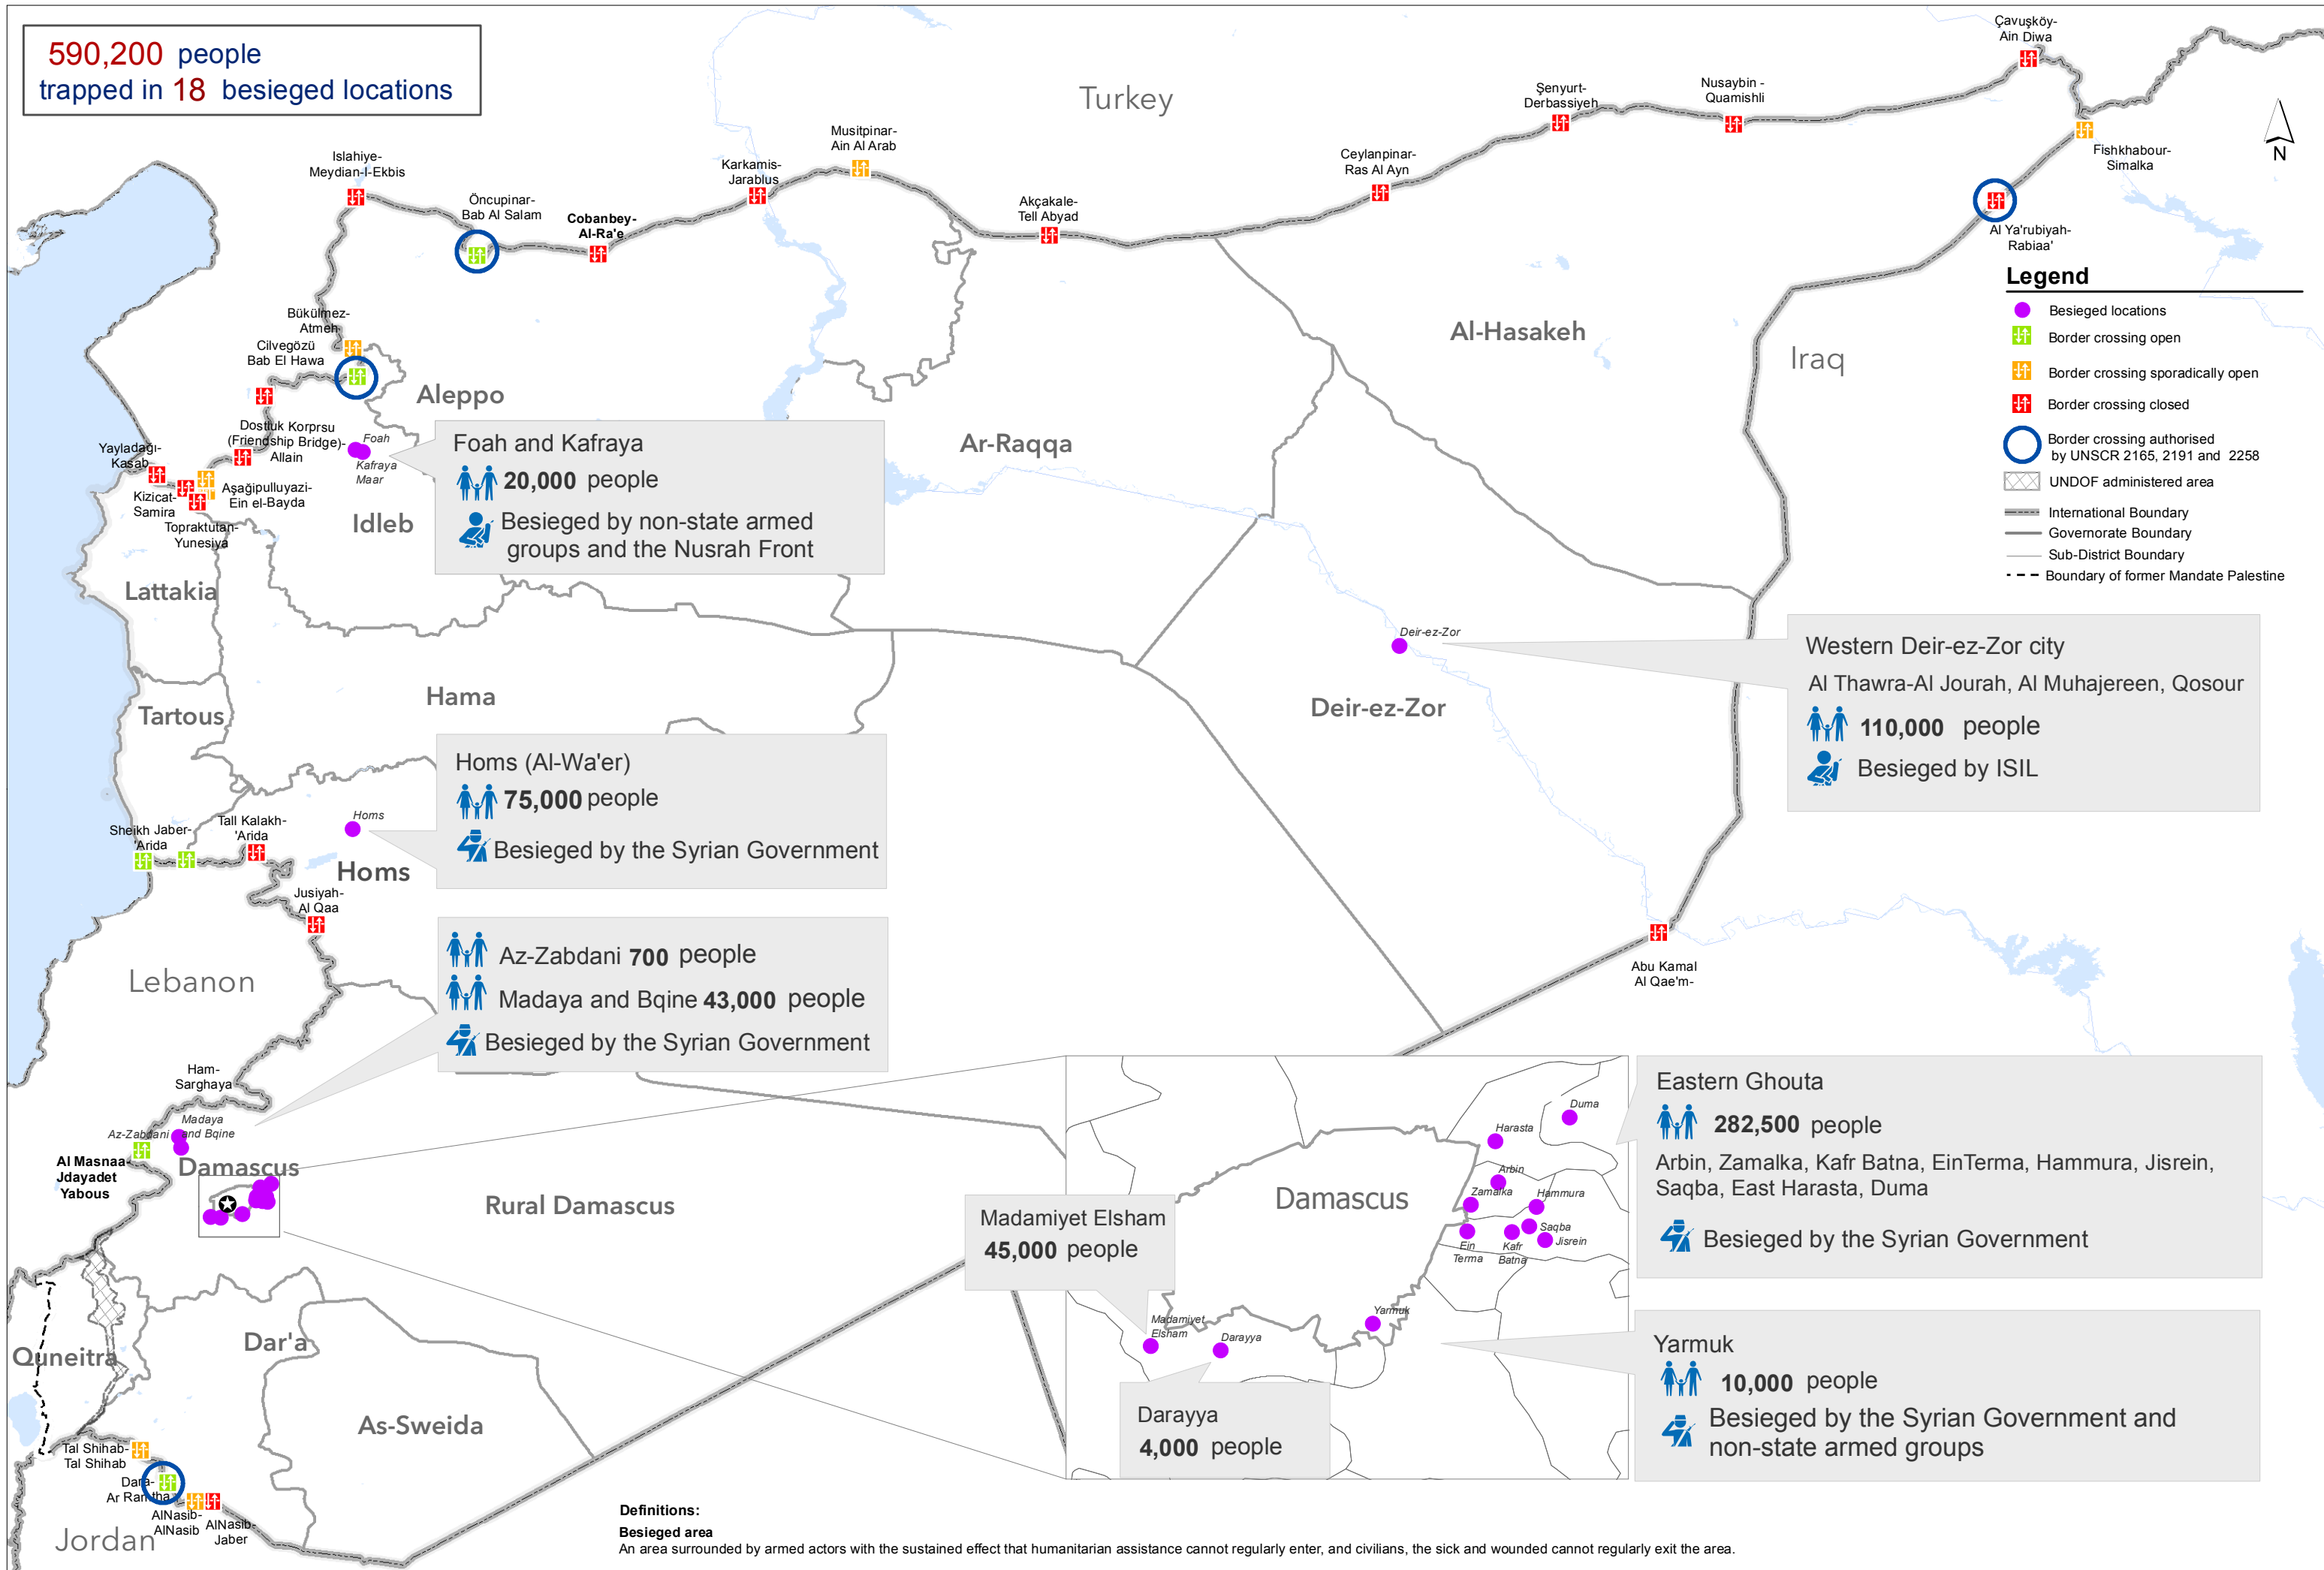 590,200 people
trapped in 18 besieged locations
Turkey
Çavuşköy-
Ain Diwa
Nusaybin -
Quamishli
Şenyurt-
Derbassiyeh
Musitpinar-
Ain Al Arab
Ceylanpinar-
Ras Al Ayn
Karkamis-
Jarablus
Islahiye-
Meydian-I-Ekbis
Akçakale-
Tell Abyad
Öncupinar-
Bab Al Salam
Cobanbey-
Al-Ra'e
Fishkhabour-
Simalka
N
Al Ya'rubiyah-
Rabiaa'
Legend
Besieged locations
Border crossing open
Border crossing sporadically open
Border crossing closed
Border crossing authorised
by UNSCR 2165, 2191 and 2258
UNDOF administered area
International Boundary
Governorate Boundary
Sub-District Boundary
Boundary of former Mandate Palestine
Bükülmez-
Atmeh
Cilvegözü
Bab El Hawa
Aleppo
Al-Hasakeh
Iraq
Ar-Raqqa
Dostluk Korprsu
(Friendship Bridge)-
Allain
Yayladağı-
Kasab
Kizicat-
Samira
Aşağipulluyazi-
Ein el-Bayda
Topraktutan-
Yunesiya
Foah
Kafraya
Maar
Idleb
Foah and Kafraya
20,000 people
Besieged by non-state armed
groups and the Nusrah Front
Lattakia
Tartous
Hama
Deir-ez-Zor
Deir-ez-Zor
Western Deir-ez-Zor city
Al Thawra-Al Jourah, Al Muhajereen, Qosour
110,000 people
Besieged by ISIL
Homs (Al-Wa'er)
75,000 people
Besieged by the Syrian Government
Homs
Homs
Sheikh Jaber-
'Arida
Tall Kalakh-
'Arida
Jusiyah-
Al Qaa
Lebanon
Az-Zabdani 700 people
Madaya and Bqine 43,000 people
Besieged by the Syrian Government
Abu Kamal
Al Qae'm-
Ham-
Sarghaya
Az-Zabdani
Madaya
and Bqine
Al Masnaa-
Jdayadet
Yabous
Damascus
Rural Damascus
Damascus
Duma
Harasta
Arbin
Zamalka
Hammura
Saqba
Jisrein
Ein
Terma
Kafr
Batna
Yarmuk
Madamiyet
Elsham
Darayya
Madamiyet Elsham
45,000 people
Darayya
4,000 people
Eastern Ghouta
282,500 people
Arbin, Zamalka, Kafr Batna, EinTerma, Hammura, Jisrein,
Saqba, East Harasta, Duma
Besieged by the Syrian Government
Yarmuk
10,000 people
Besieged by the Syrian Government and
non-state armed groups
Quneitra
Dar'a
As-Sweida
Tal Shihab-
Tal Shihab
Dara-
Ar Ramtha
AlNasib-
AlNasib
AlNasib-
Jaber
Jordan
Definitions:
Besieged area
An area surrounded by armed actors with the sustained effect that humanitarian assistance cannot regularly enter, and civilians, the sick and wounded cannot regularly exit the area.